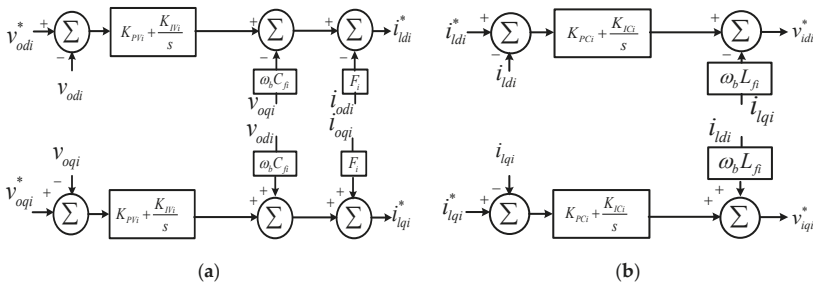 v*odi + Σ − vodi KPVi + KIVi/s + Σ − ωbCfi voqi + Σ − Fi iodi i*ldi
v*oqi + Σ − voqi KPVi + KIVi/s + Σ + ωbCfi vodi + Σ + Fi ioqi i*lqi
(a)
i*ldi + Σ − ildi KPCi + KICi/s + Σ − ωbLfi ilqi v*idi
i*lqi + Σ − ilqi KPCi + KICi/s + Σ + ωbLfi ildi v*iqi
(b)